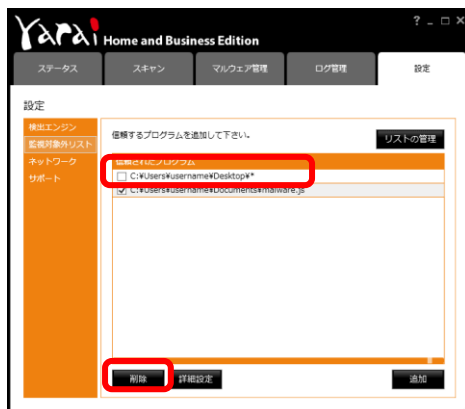 Yarai Home and Business Edition
? _ □ ×
ステータス スキャン マルウェア管理 ログ管理 設定
設定
検出エンジン
監視対象外リスト
ネットワーク
サポート
信頼するプログラムを追加して下さい。
リストの管理
信頼されたプログラム
C:¥Users¥username¥Desktop¥*
C:¥Users¥username¥Documents¥malware.js
削除 詳細設定 追加